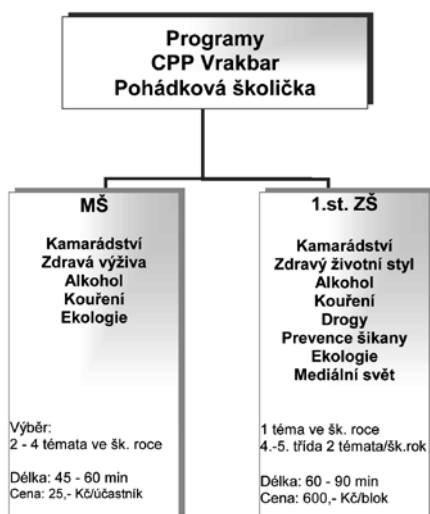 Programy
CPP Vrakbar
Pohádková školička
MŠ
Kamarádství
Zdravá výživa
Alkohol
Kouření
Ekologie
Výběr:
2 - 4 témata ve šk. roce
Délka: 45 - 60 min
Cena: 25,- Kč/účastník
1.st. ZŠ
Kamarádství
Zdravý životní styl
Alkohol
Kouření
Drogy
Prevence šikany
Ekologie
Mediální svět
1 téma ve šk. roce
4.-5. třída 2 témata/šk.rok
Délka: 60 - 90 min
Cena: 600,- Kč/blok